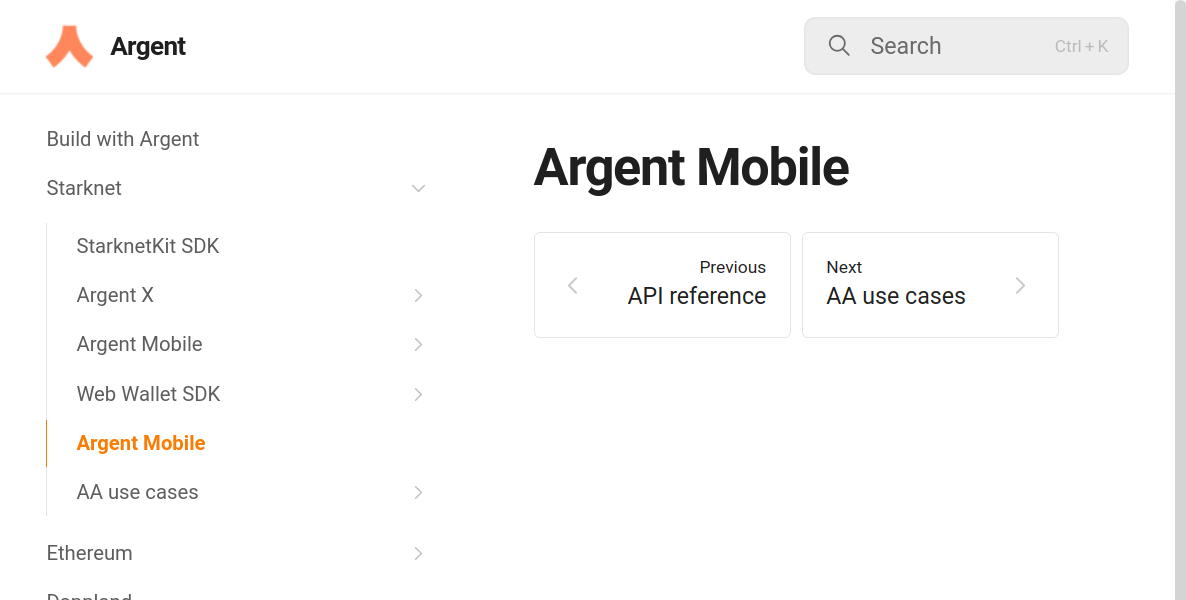 Argent
Search
Ctrl + K
Build with Argent
Starknet
StarknetKit SDK
Argent X
Argent Mobile
Web Wallet SDK
Argent Mobile
AA use cases
Ethereum
Argent Mobile
Previous
API reference
Next
AA use cases